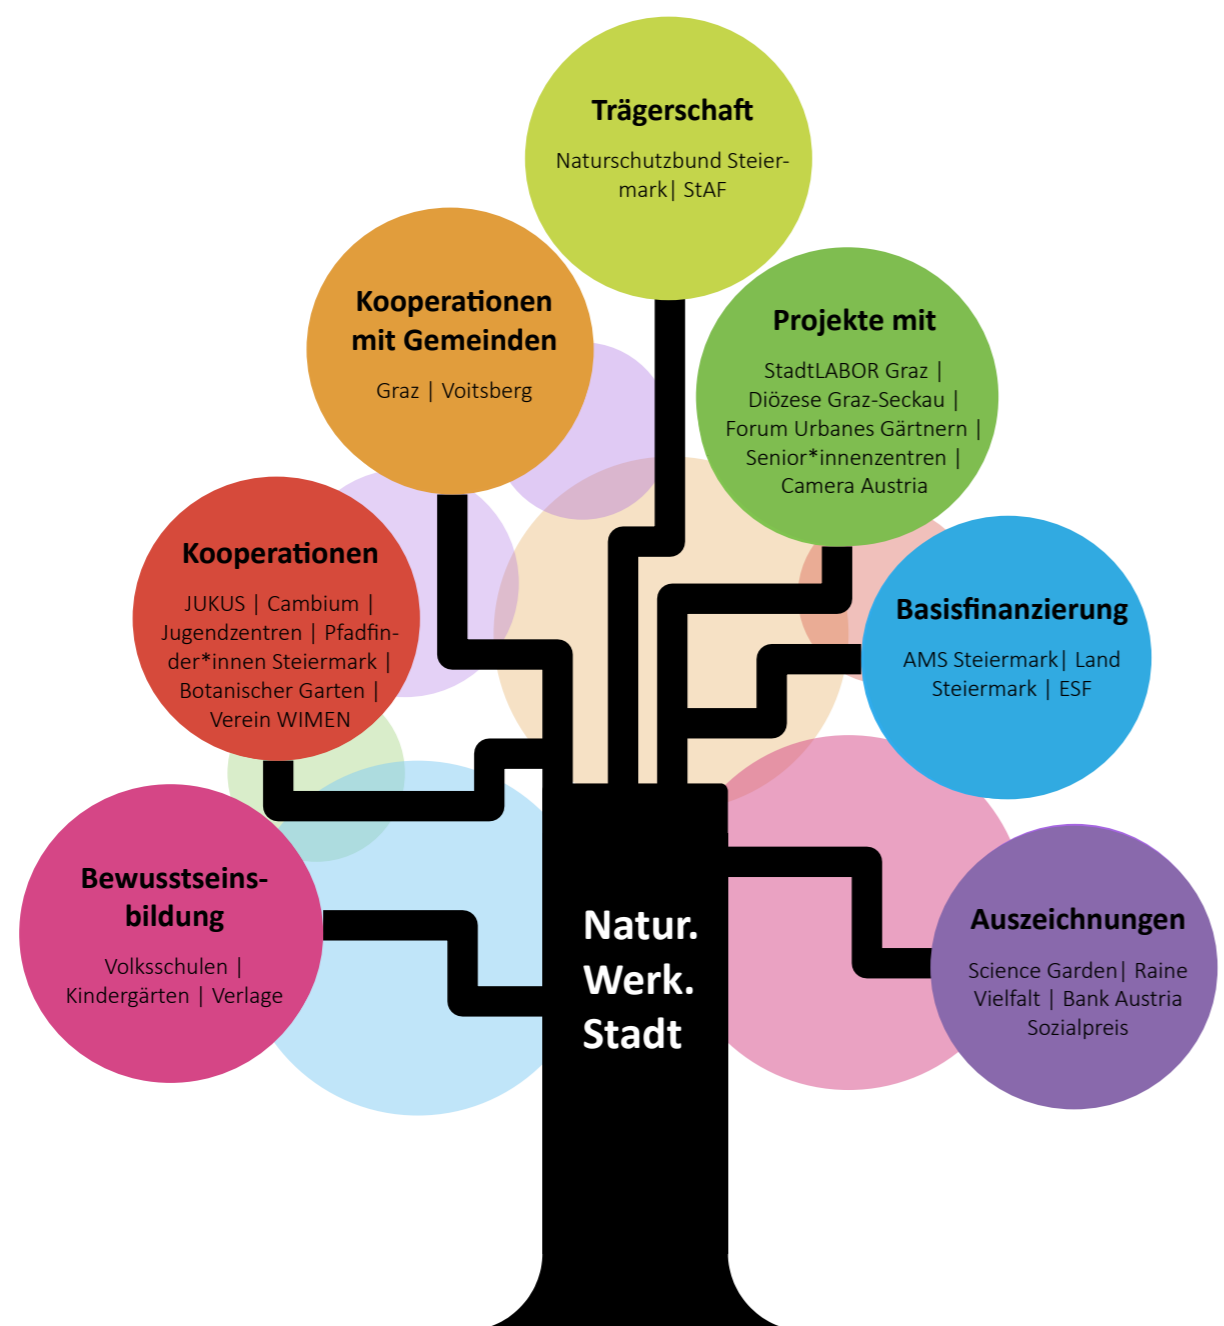 Trägerschaft
Naturschutzbund Steier-
mark| StAF
Kooperationen
mit Gemeinden
Graz | Voitsberg
Projekte mit
StadtLABOR Graz |
Diözese Graz-Seckau |
Forum Urbanes Gärtnern |
Senior*innenzentren |
Camera Austria
Kooperationen
JUKUS | Cambium |
Jugendzentren | Pfadfin-
der*innen Steiermark |
Botanischer Garten |
Verein WIMEN
Basisfinanzierung
AMS Steiermark| Land
Steiermark | ESF
Bewusstseins-
bildung
Volksschulen |
Kindergärten | Verlage
Natur.
Werk.
Stadt
Auszeichnungen
Science Garden| Raine
Vielfalt | Bank Austria
Sozialpreis